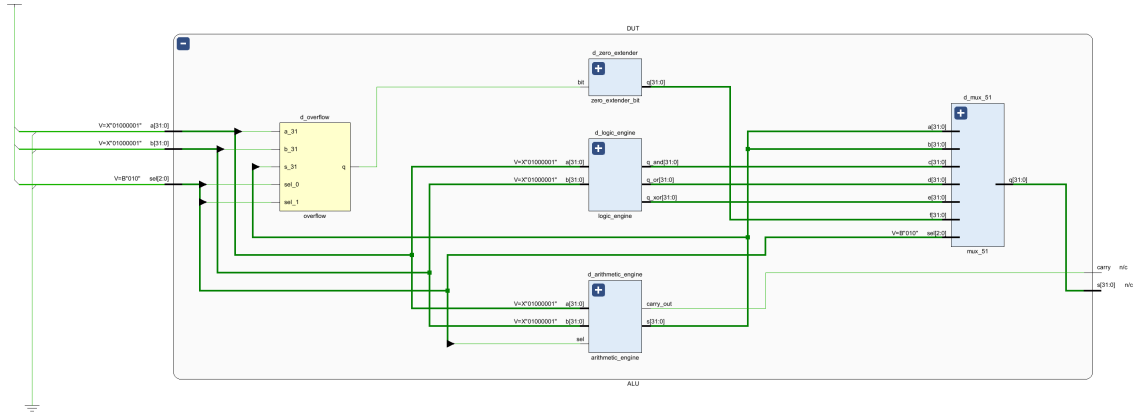 DUT
d_zero_extender
bit q[31:0]
zero_extender_bit
d_mux_51
a[31:0]
b[31:0]
c[31:0]
d[31:0]
e[31:0]
f[31:0]
V=B"010" sel[2:0]
q[31:0]
mux_51
V=X"01000001" a[31:0]
V=X"01000001" b[31:0]
V=B"010" sel[2:0]
d_overflow
a_31
b_31
s_31 q
sel_0
sel_1
overflow
d_logic_engine
V=X"01000001" a[31:0] q_and[31:0]
V=X"01000001" b[31:0] q_or[31:0]
q_xor[31:0]
logic_engine
d_arithmetic_engine
V=X"01000001" a[31:0] carry_out
V=X"01000001" b[31:0] s[31:0]
sel
arithmetic_engine
carry n/c
s[31:0] n/c
ALU